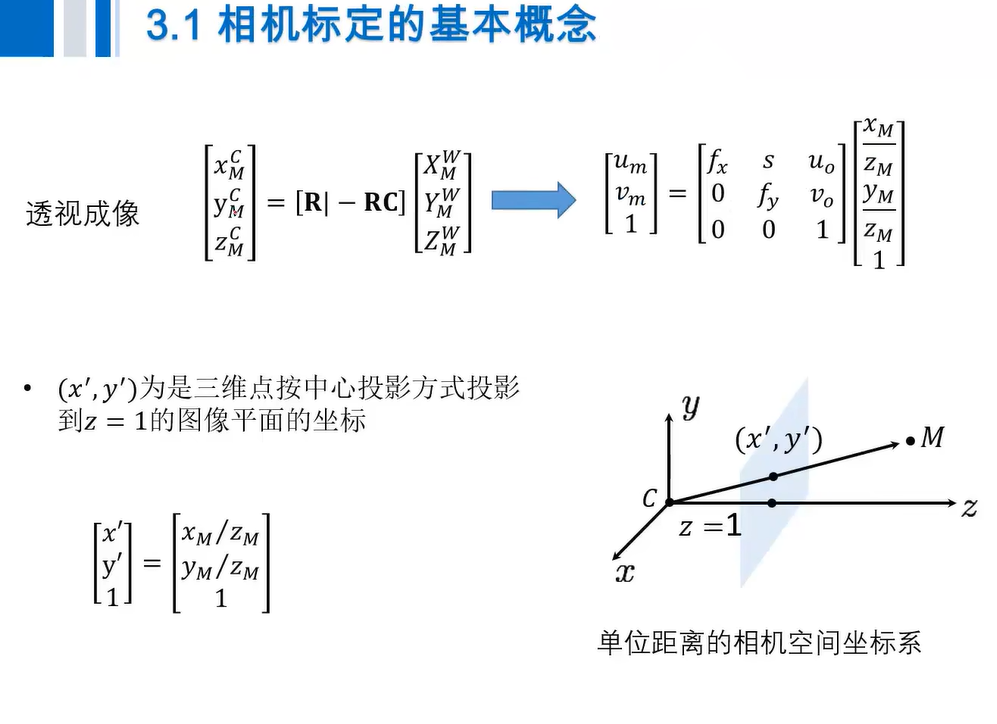 3.1 相机标定的基本概念
透视成像
$\begin{bmatrix} x_M^C \\ y_M^C \\ z_M^C \end{bmatrix} = [\mathbf{R}|-\mathbf{RC}] \begin{bmatrix} X_M^W \\ Y_M^W \\ Z_M^W \end{bmatrix}$
$\begin{bmatrix} u_m \\ v_m \\ 1 \end{bmatrix} = \begin{bmatrix} f_x & s & u_o \\ 0 & f_y & v_o \\ 0 & 0 & 1 \end{bmatrix} \begin{bmatrix} \frac{x_M}{z_M} \\ \frac{y_M}{z_M} \\ 1 \end{bmatrix}$
• (x′, y′)为是三维点按中心投影方式投影
到z = 1的图像平面的坐标
$\begin{bmatrix} x' \\ y' \\ 1 \end{bmatrix} = \begin{bmatrix} x_M/z_M \\ y_M/z_M \\ 1 \end{bmatrix}$
y
(x′, y′)
M
C
z =1
z
x
单位距离的相机空间坐标系